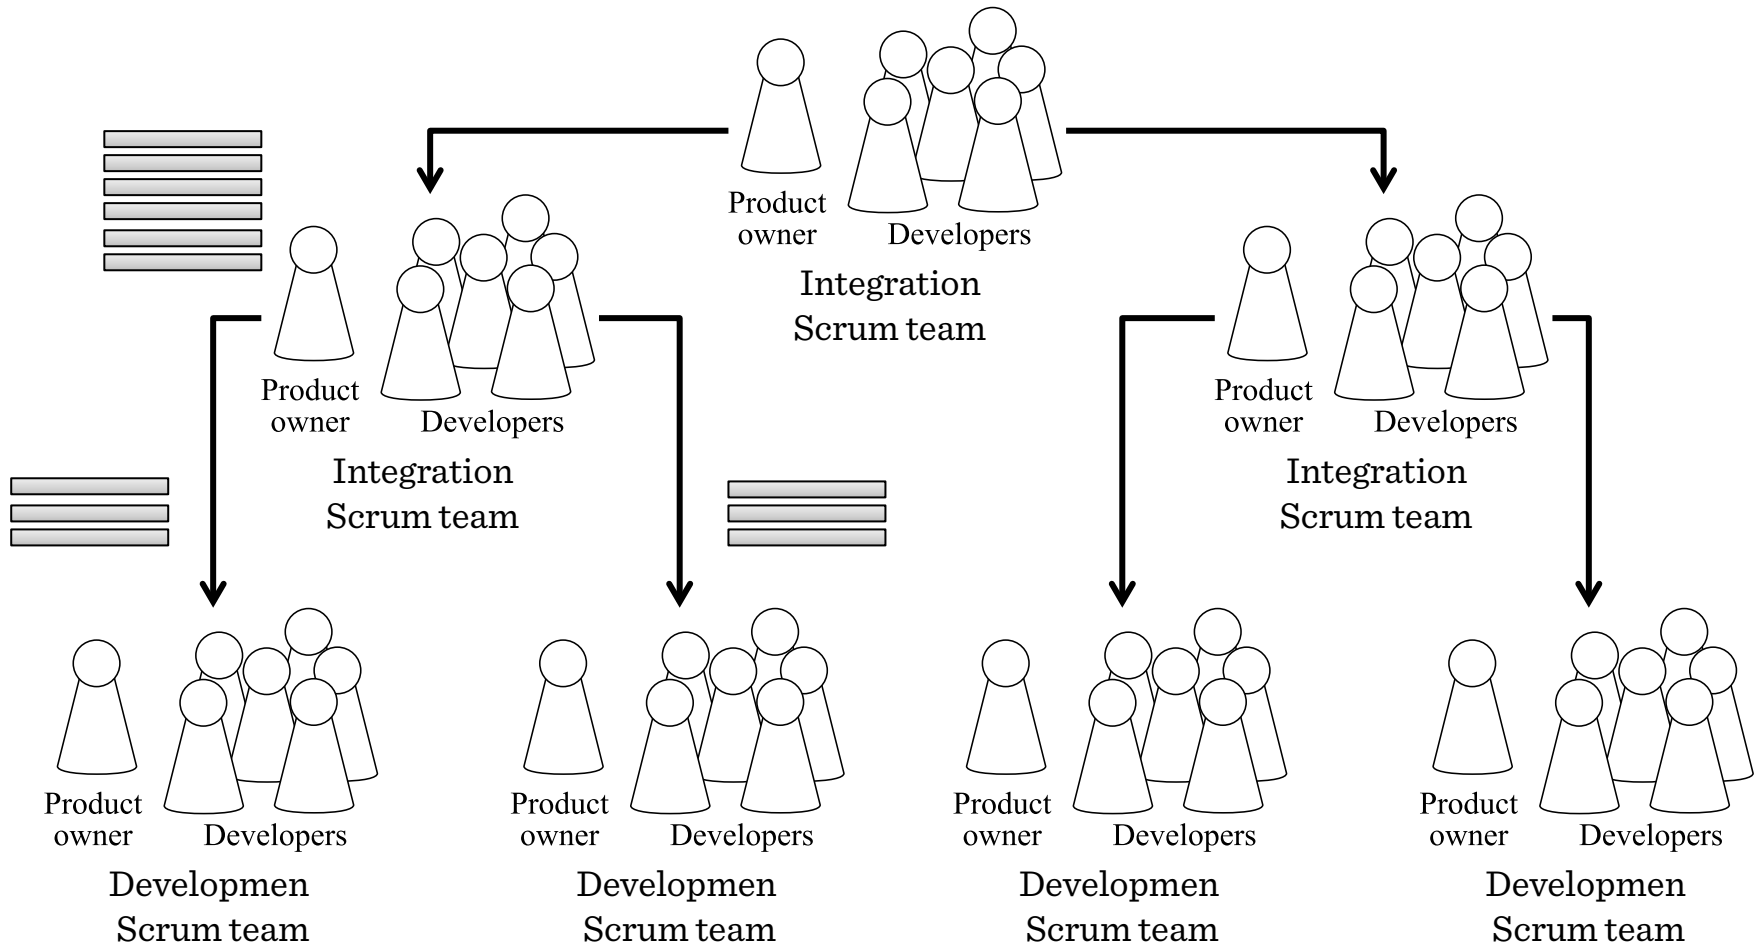 Product
owner
Developers
Integration
Scrum team
Product
owner
Developers
Integration
Scrum team
Product
owner
Developers
Integration
Scrum team
Product
owner
Developers
Developmen
Scrum team
Product
owner
Developers
Developmen
Scrum team
Product
owner
Developers
Developmen
Scrum team
Product
owner
Developers
Developmen
Scrum team